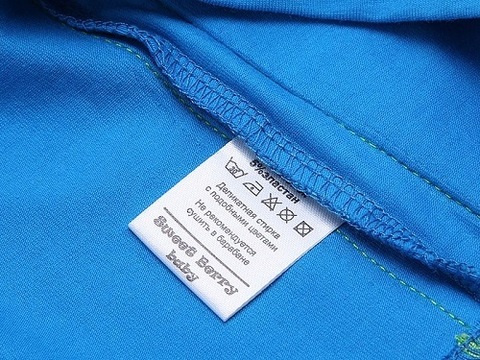 5%эластан
Деликатная стирка
с подобными цветами
Не рекомендуется
сушить в барабане
Sweet Berry
baby